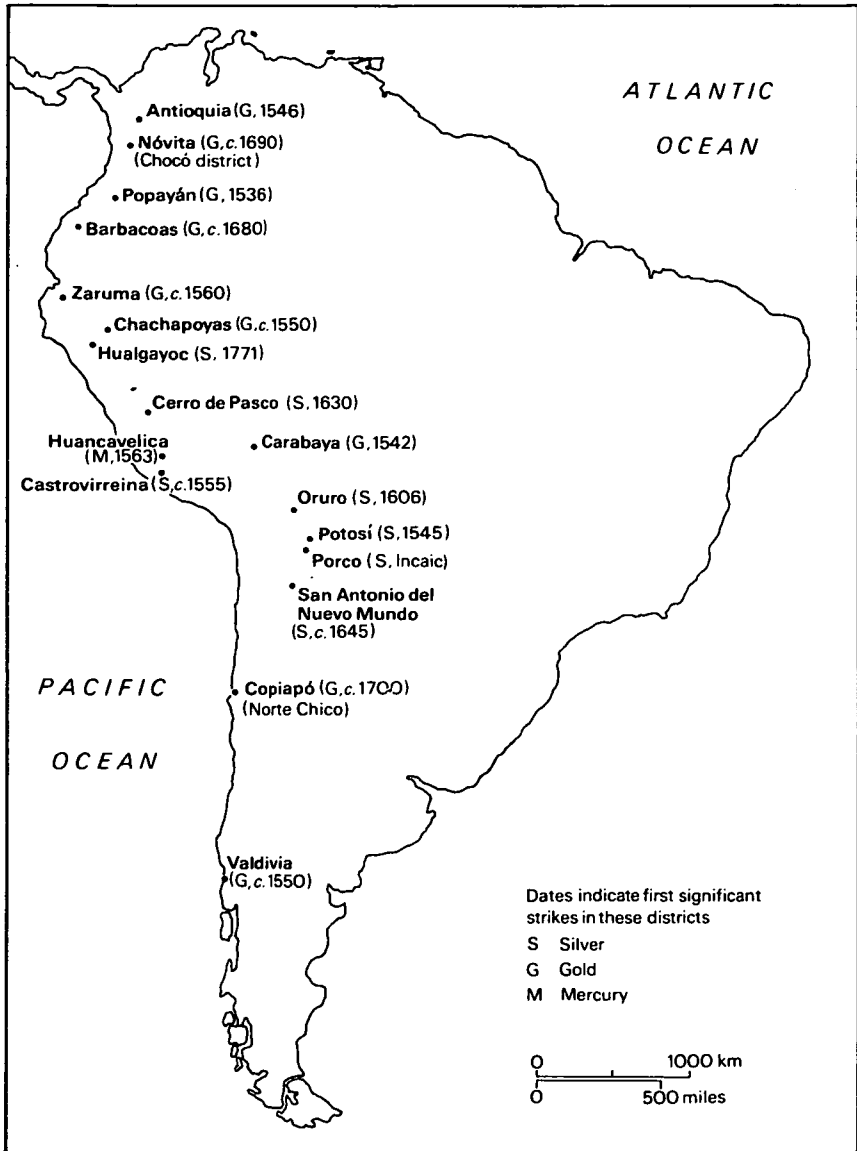 ATLANTIC
OCEAN
Antioquia (G, 1546)
Nóvita (G, c. 1690)
(Chocó district)
Popayán (G, 1536)
Barbacoas (G, c. 1680)
Zaruma (G, c. 1560)
Chachapoyas (G, c. 1550)
Hualgayoc (S, 1771)
Cerro de Pasco (S, 1630)
Huancavelica
(M, 1563)
Carabaya (G, 1542)
Castrovirreina (S, c. 1555)
Oruro (S, 1606)
Potosí (S, 1545)
Porco (S, Incaic)
San Antonio del
Nuevo Mundo
(S, c. 1645)
PACIFIC
OCEAN
Copiapó (G, c. 1700)
(Norte Chico)
Valdivia
(G, c. 1550)
Dates indicate first significant
strikes in these districts
S Silver
G Gold
M Mercury
0 1000 km
0 500 miles